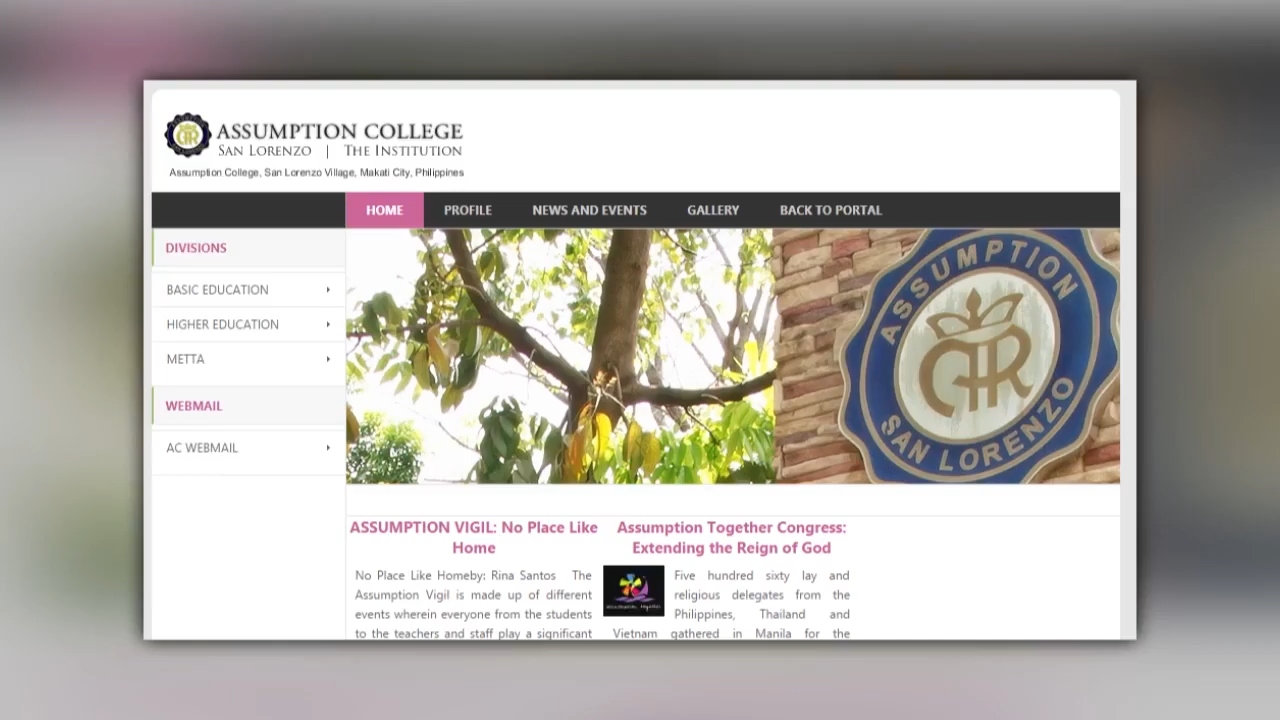 ASSUMPTION COLLEGE
SAN LORENZO | THE INSTITUTION
Assumption College, San Lorenzo Village, Makati City, Philippines
HOME PROFILE NEWS AND EVENTS GALLERY BACK TO PORTAL
DIVISIONS
BASIC EDUCATION
HIGHER EDUCATION
METTA
WEBMAIL
AC WEBMAIL
ASSUMPTION
SAN LORENZO
ASSUMPTION VIGIL: No Place Like
Home
No Place Like Homeby: Rina Santos The
Assumption Vigil is made up of different
events wherein everyone from the students
to the teachers and staff play a significant
Assumption Together Congress:
Extending the Reign of God
Five hundred sixty lay and
religious delegates from the
Philippines, Thailand and
Vietnam gathered in Manila for the